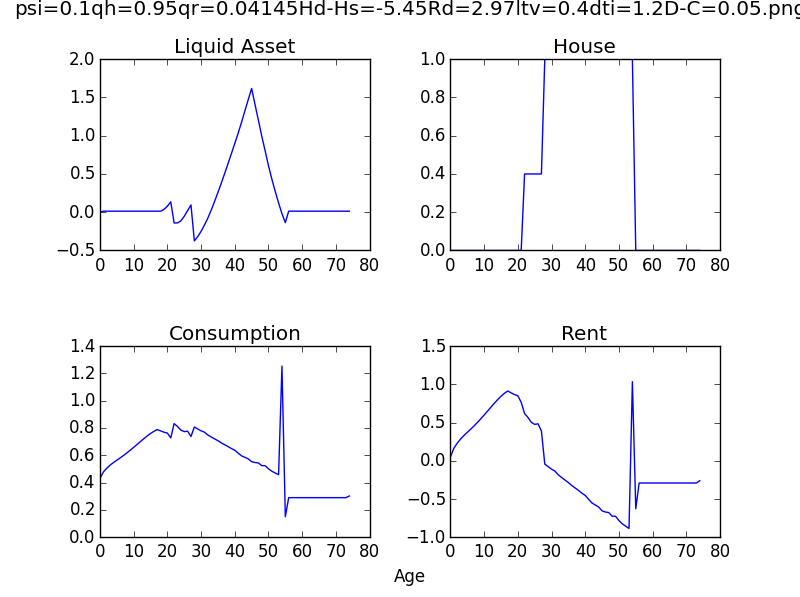 psi=0.1qh=0.95qr=0.04145Hd-Hs=-5.45Rd=2.97ltv=0.4dti=1.2D-C=0.05.png
Liquid Asset
2.0
1.5
1.0
0.5
0.0
−0.5
0 10 20 30 40 50 60 70 80
House
1.0
0.8
0.6
0.4
0.2
0.0
0 10 20 30 40 50 60 70 80
Consumption
1.4
1.2
1.0
0.8
0.6
0.4
0.2
0.0
0 10 20 30 40 50 60 70 80
Rent
1.5
1.0
0.5
0.0
−0.5
−1.0
0 10 20 30 40 50 60 70 80
Age